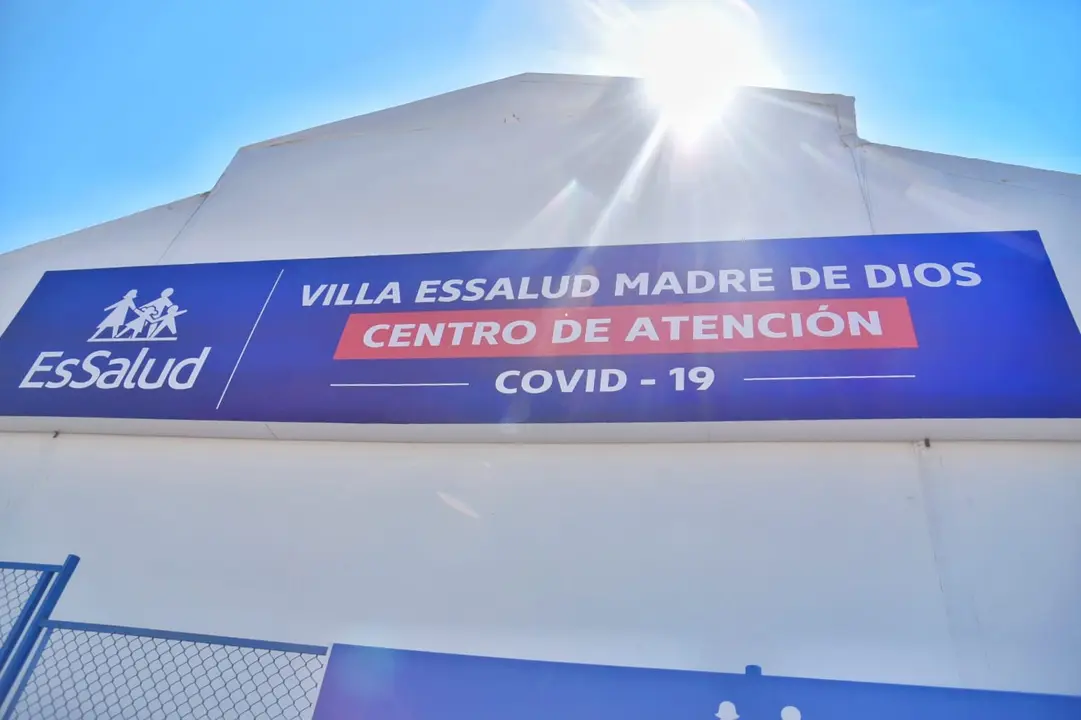 EsSalud
VILLA ESSALUD MADRE DE DIOS
CENTRO DE ATENCIÓN
COVID - 19